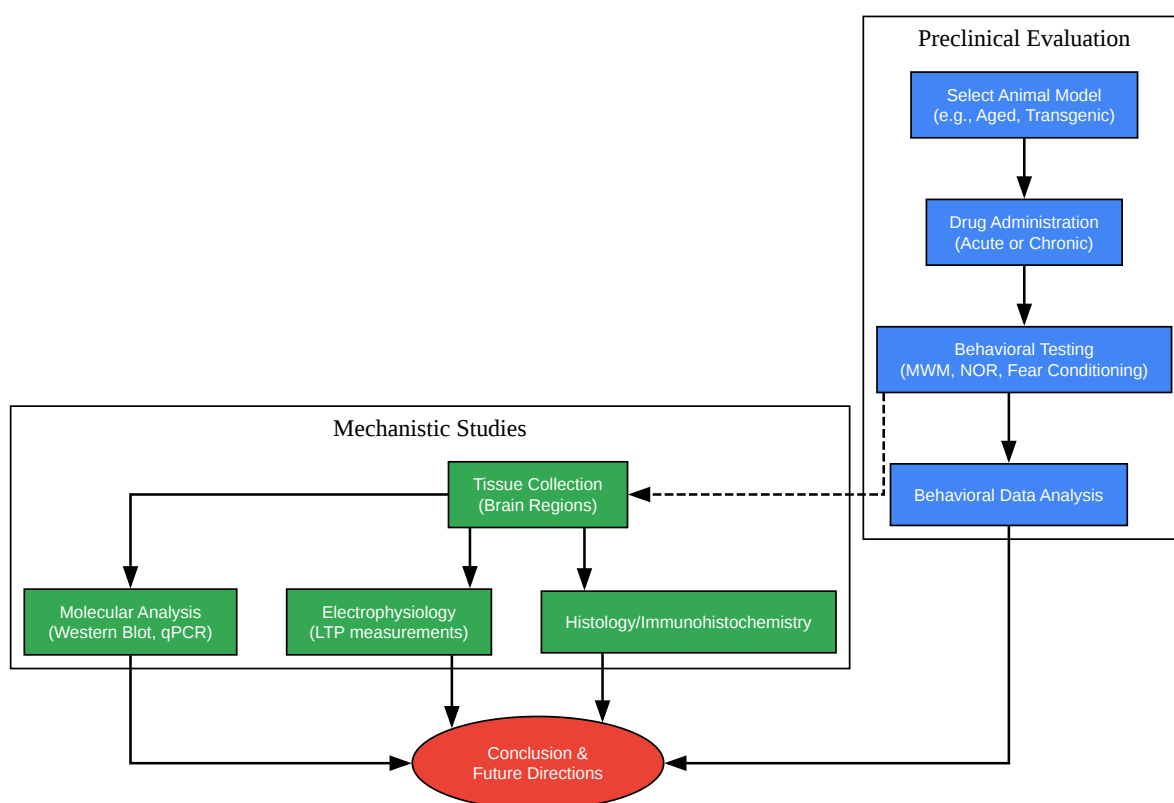 Preclinical Evaluation
Select Animal Model
(e.g., Aged, Transgenic)
Drug Administration
(Acute or Chronic)
Behavioral Testing
(MWM, NOR, Fear Conditioning)
Behavioral Data Analysis
Mechanistic Studies
Tissue Collection
(Brain Regions)
Molecular Analysis
(Western Blot, qPCR)
Electrophysiology
(LTP measurements)
Histology/Immunohistochemistry
Conclusion &
Future Directions